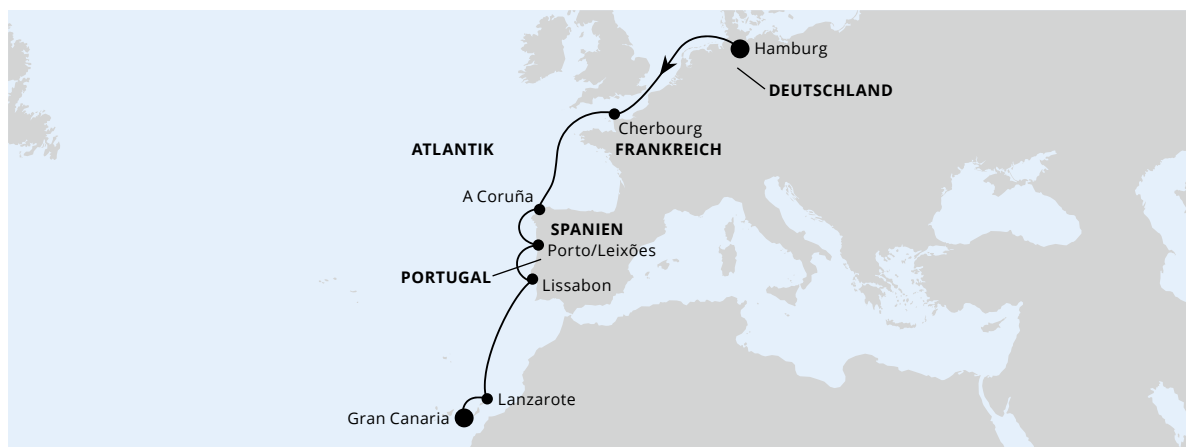 Hamburg
DEUTSCHLAND
Cherbourg
FRANKREICH
ATLANTIK
A Coruña
SPANIEN
Porto/Leixões
PORTUGAL
Lissabon
Lanzarote
Gran Canaria